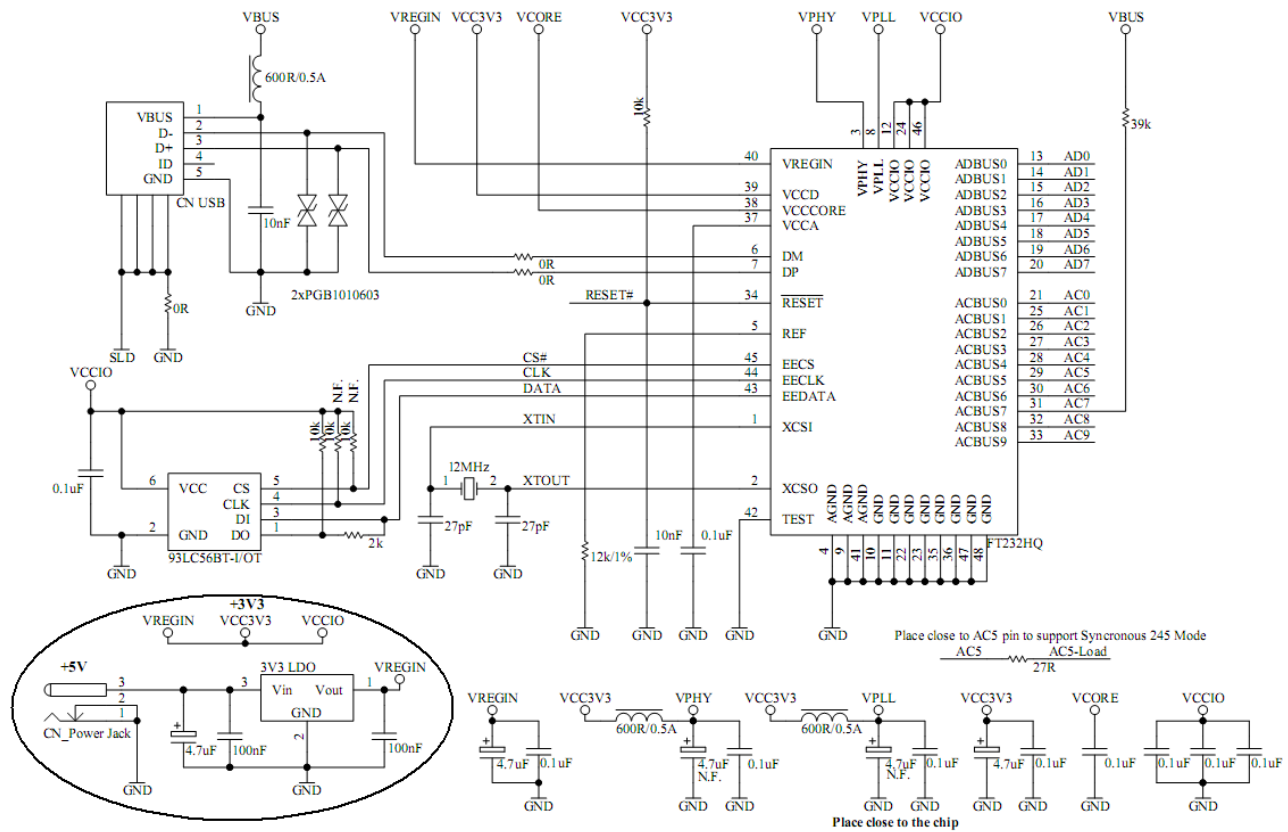 VBUS VREGIN VCC3V3 VCORE VCC3V3 VPHY VPLL VCCIO VBUS
600R/0.5A
10k
39k
VBUS 1
D- 2
D+ 3
ID 4
GND 5
CN USB
10nF
2xPGB1010603
0R
GND
SLD GND
3 8 12 24 46
VPHY VPLL VCCIO VCCIO VCCIO
40 VREGIN
39 VCCD
38 VCCCORE
37 VCCA
6 DM
0R
7 DP
0R
RESET# 34 RESET
5 REF
CS# 45 EECS
CLK 44 EECLK
DATA 43 EEDATA
XTIN 1 XCSI
XTOUT 2 XCSO
42 TEST
ADBUS0 13 AD0
ADBUS1 14 AD1
ADBUS2 15 AD2
ADBUS3 16 AD3
ADBUS4 17 AD4
ADBUS5 18 AD5
ADBUS6 19 AD6
ADBUS7 20 AD7
ACBUS0 21 AC0
ACBUS1 25 AC1
ACBUS2 26 AC2
ACBUS3 27 AC3
ACBUS4 28 AC4
ACBUS5 29 AC5
ACBUS6 30 AC6
ACBUS7 31 AC7
ACBUS8 32 AC8
ACBUS9 33 AC9
AGND AGND AGND GND GND GND GND GND GND GND GND
4 9 41 10 11 22 23 35 36 47 48
FT232HQ
VCCIO
N.F. N.F.
10k 10k 10k
0.1uF
6 VCC CS 5
CLK 4
DI 3
2 GND DO 1
93LC56BT-I/OT
2k
GND
12MHz
1 2
27pF 27pF
GND GND
12k/1% 10nF 0.1uF
GND GND GND GND GND
+3V3
VREGIN VCC3V3 VCCIO
+5V
3V3 LDO
VREGIN
3 3 Vin Vout 1
2 GND
1 2
CN_Power Jack
4.7uF 100nF 100nF
GND GND
Place close to AC5 pin to support Syncronous 245 Mode
AC5 AC5-Load
27R
VREGIN VCC3V3 VPHY VCC3V3 VPLL VCC3V3 VCORE VCCIO
600R/0.5A 600R/0.5A
4.7uF 0.1uF 4.7uF 0.1uF 4.7uF 0.1uF 4.7uF 0.1uF 0.1uF 0.1uF 0.1uF 0.1uF
N.F. N.F.
GND GND GND GND GND GND GND GND GND
Place close to the chip